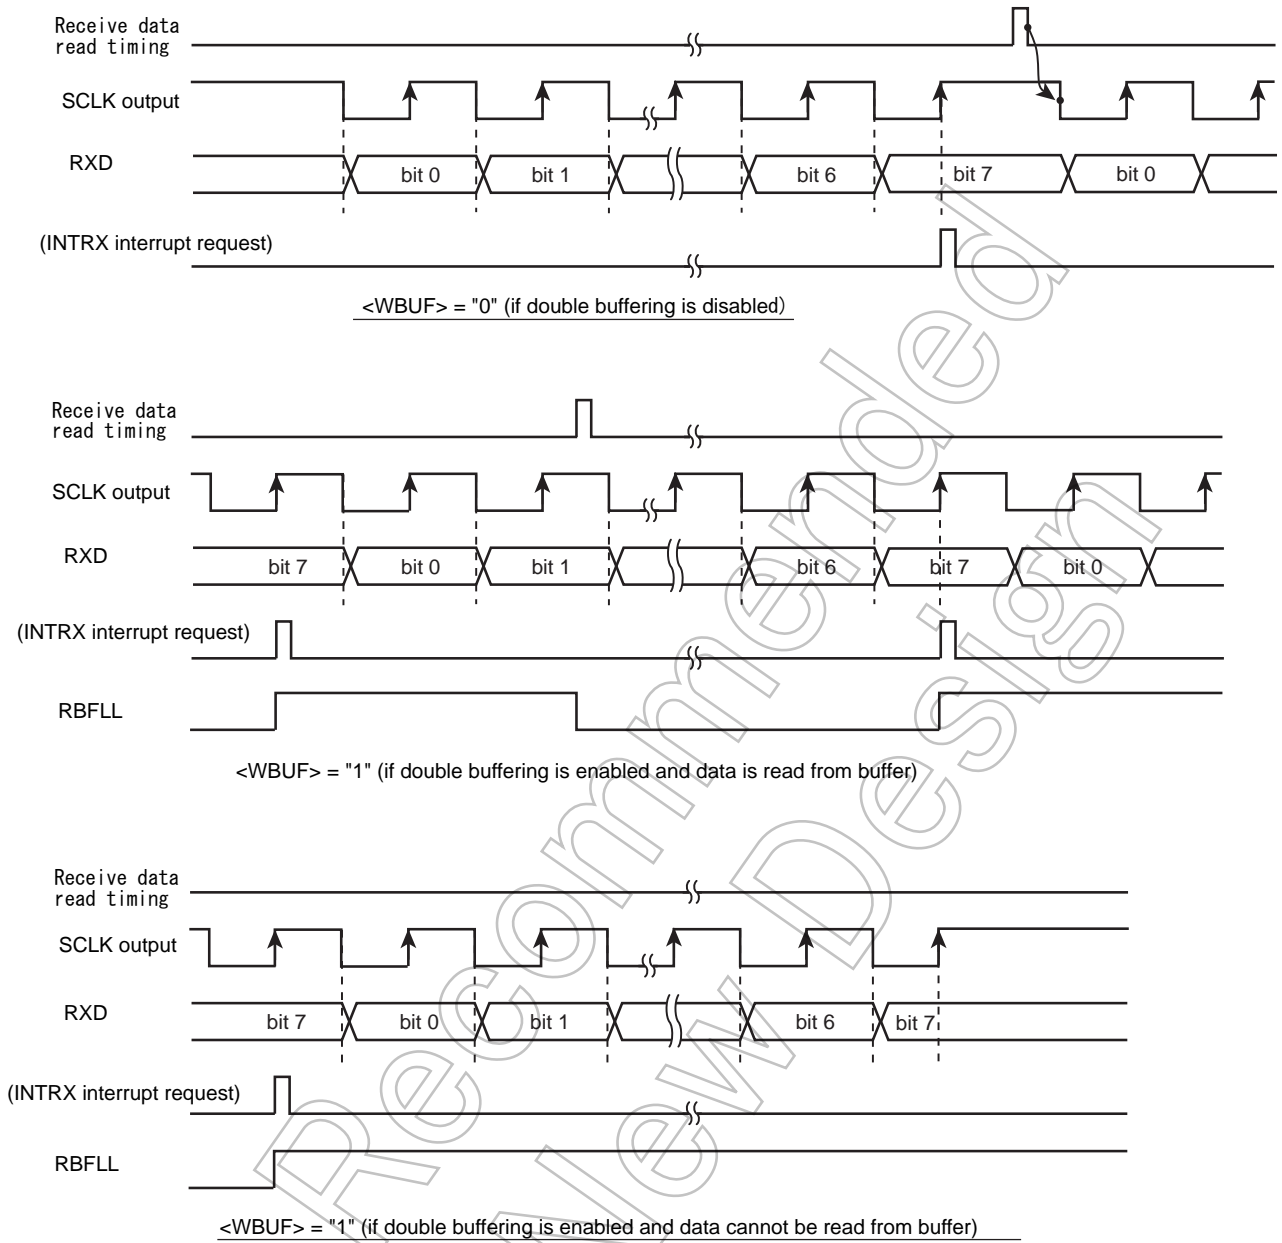 Receive data
read timing
SCLK output
RXD
bit 0 bit 1 bit 6 bit 7 bit 0
(INTRX interrupt request)
<WBUF> = "0" (if double buffering is disabled)
Receive data
read timing
SCLK output
RXD
bit 7 bit 0 bit 1 bit 6 bit 7 bit 0
(INTRX interrupt request)
RBFLL
<WBUF> = "1" (if double buffering is enabled and data is read from buffer)
Receive data
read timing
SCLK output
RXD
bit 7 bit 0 bit 1 bit 6 bit 7
(INTRX interrupt request)
RBFLL
<WBUF> = "1" (if double buffering is enabled and data cannot be read from buffer)
Recommended
New Design